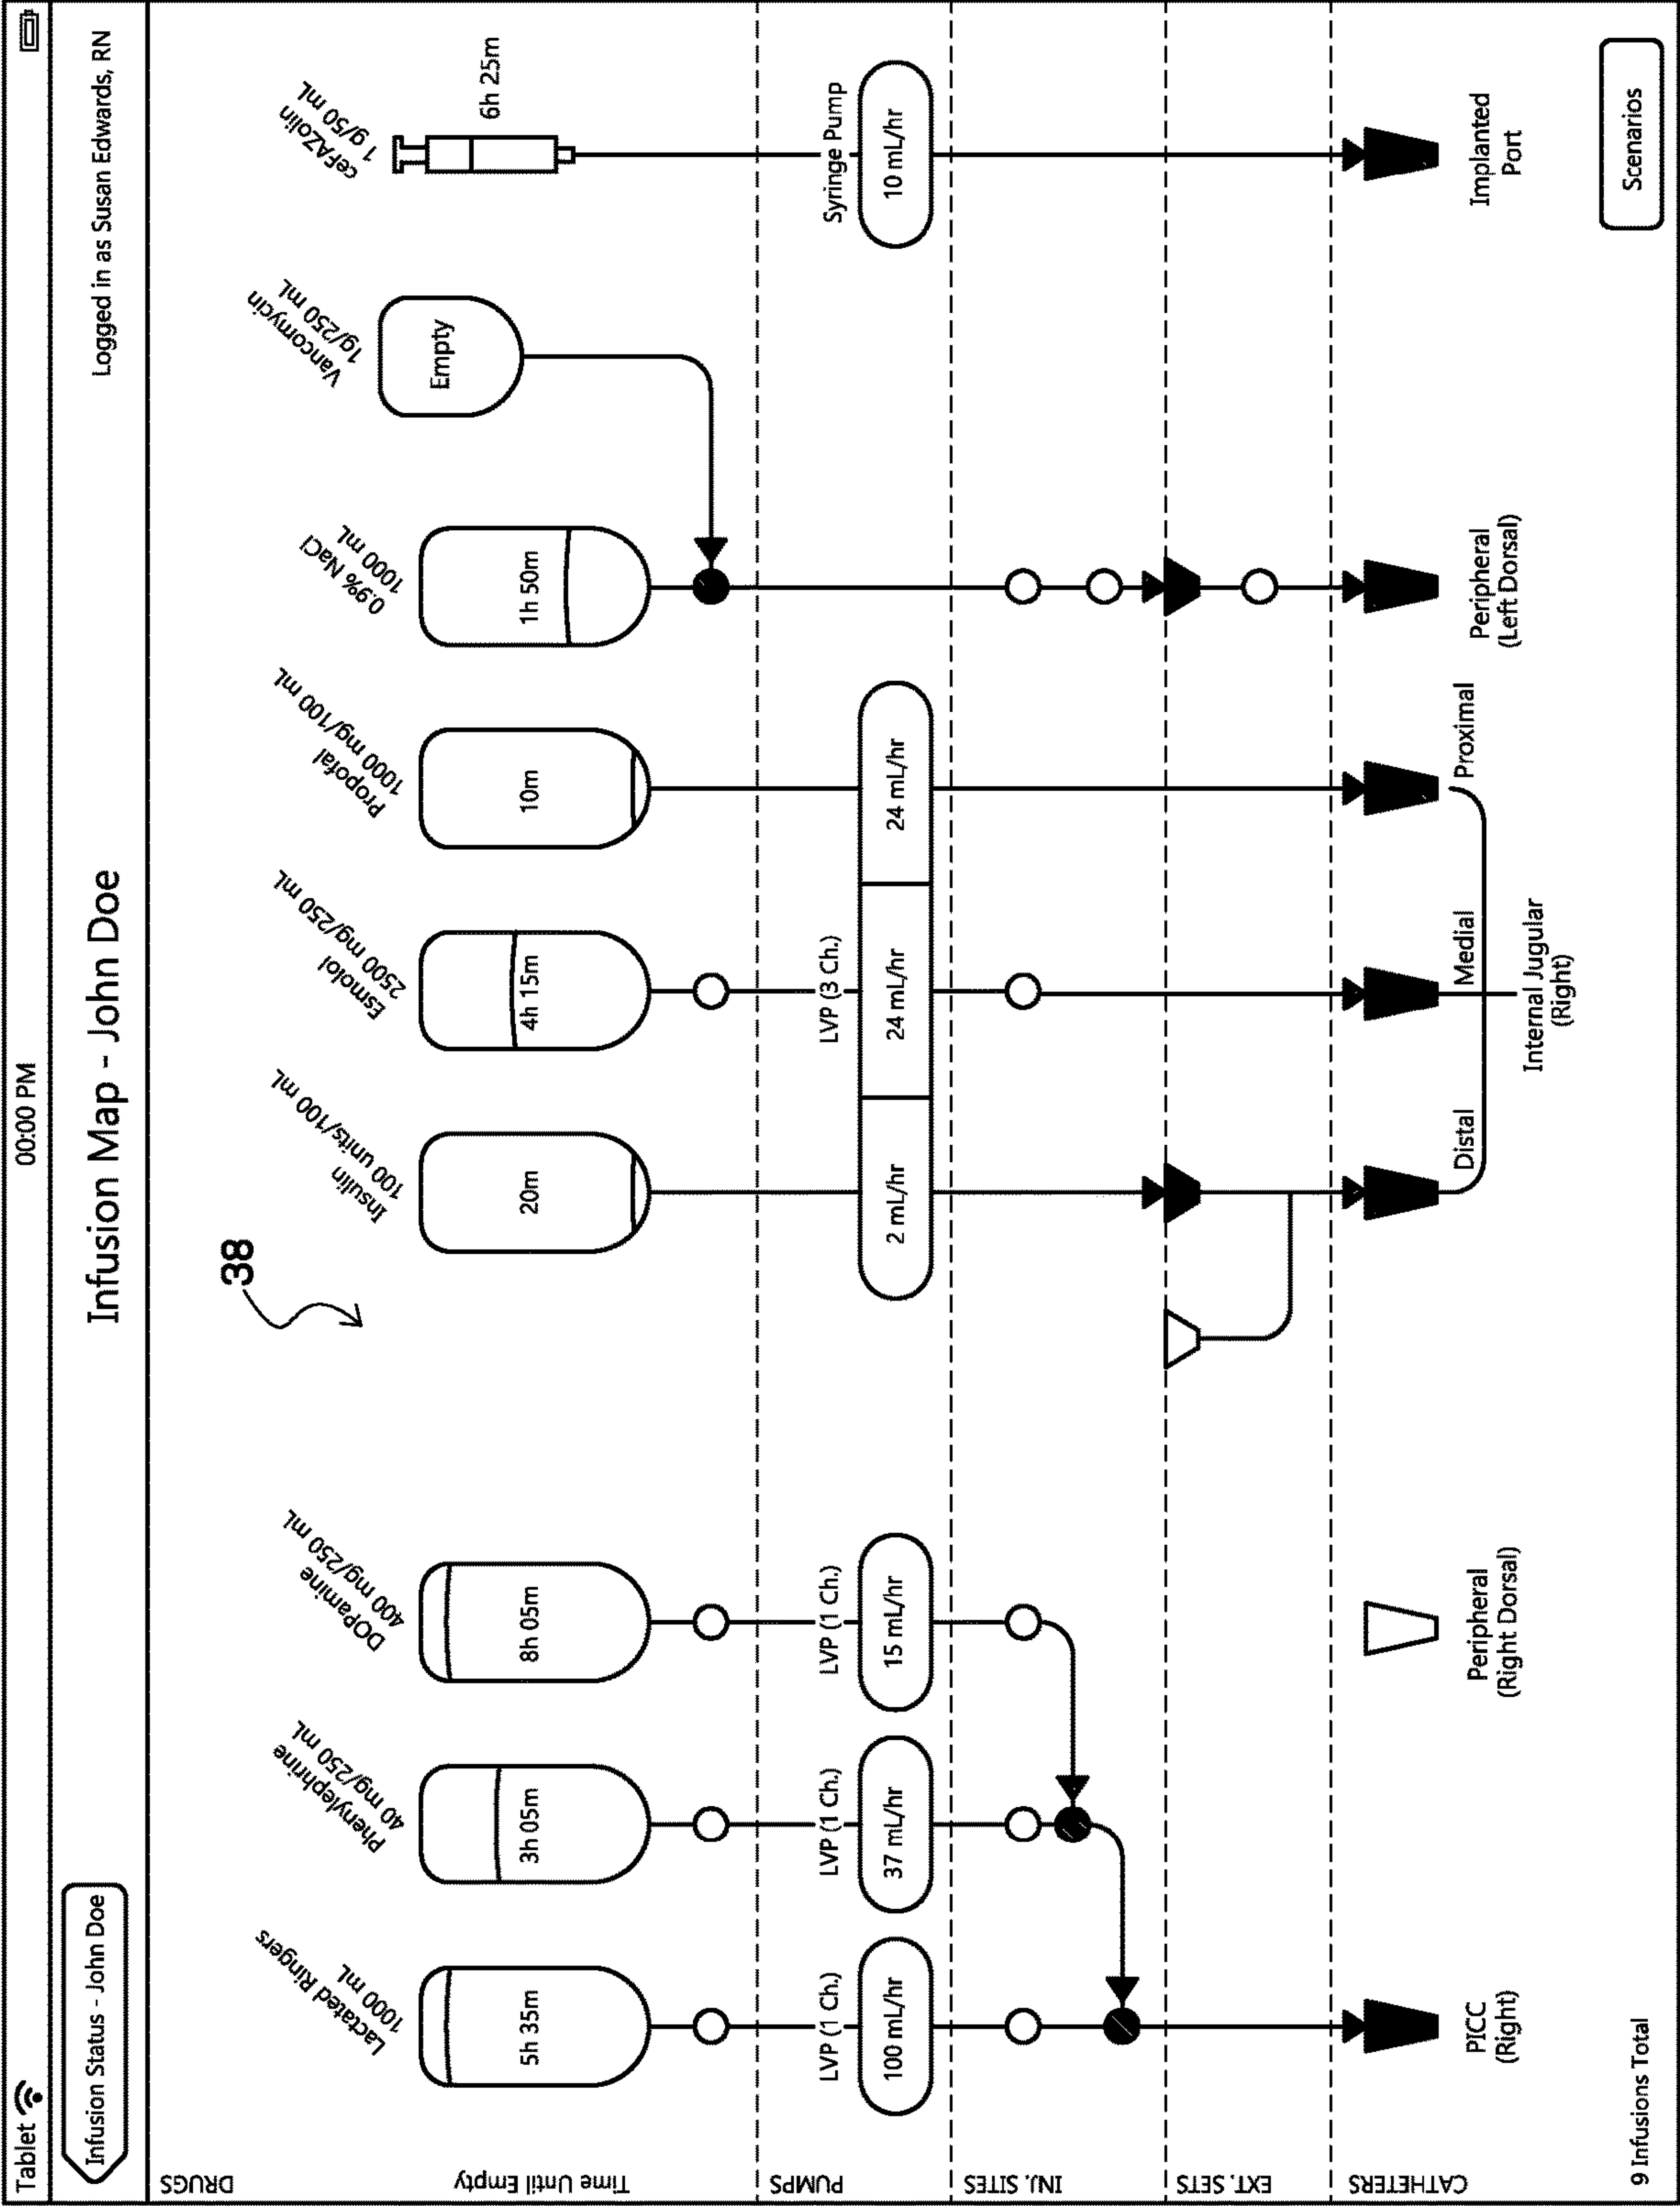 Tablet
00:00 PM
Infusion Status - John Doe
Infusion Map - John Doe
Logged in as Susan Edwards, RN
DRUGS
38
Lactated Ringers
1000 mL
Phenylephrine
40 mg/250 mL
DOPamine
400 mg/250 mL
Insulin
100 units/100 mL
Esmolol
2500 mg/250 mL
Propofal
1000 mg/100 mL
0.9% NaCl
1000 mL
Vancomycin
1g/250 mL
ceFAZolin
1 g/50 mL
Time Until Empty
5h 35m
3h 05m
8h 05m
20m
4h 15m
10m
1h 50m
Empty
6h 25m
PUMPS
LVP (1 Ch.)
LVP (1 Ch.)
LVP (1 Ch.)
LVP (3 Ch.)
Syringe Pump
100 mL/hr
37 mL/hr
15 mL/hr
2 mL/hr
24 mL/hr
24 mL/hr
10 mL/hr
INJ. SITES
EXT. SETS
CATHETERS
Distal
Medial
Proximal
PICC
(Right)
Peripheral
(Right Dorsal)
Internal Jugular
(Right)
Peripheral
(Left Dorsal)
Implanted
Port
9 Infusions Total
Scenarios